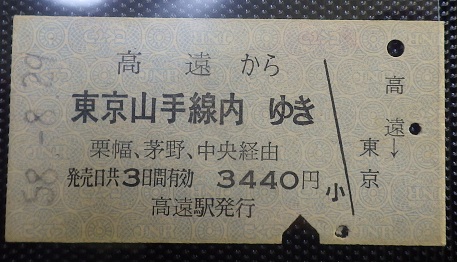 58.-8.29
高遠から
東京山手線内 ゆき
栗幅、茅野、中央経由
発売日共3日間有効 3440円
高遠駅発行
小
高遠→東京